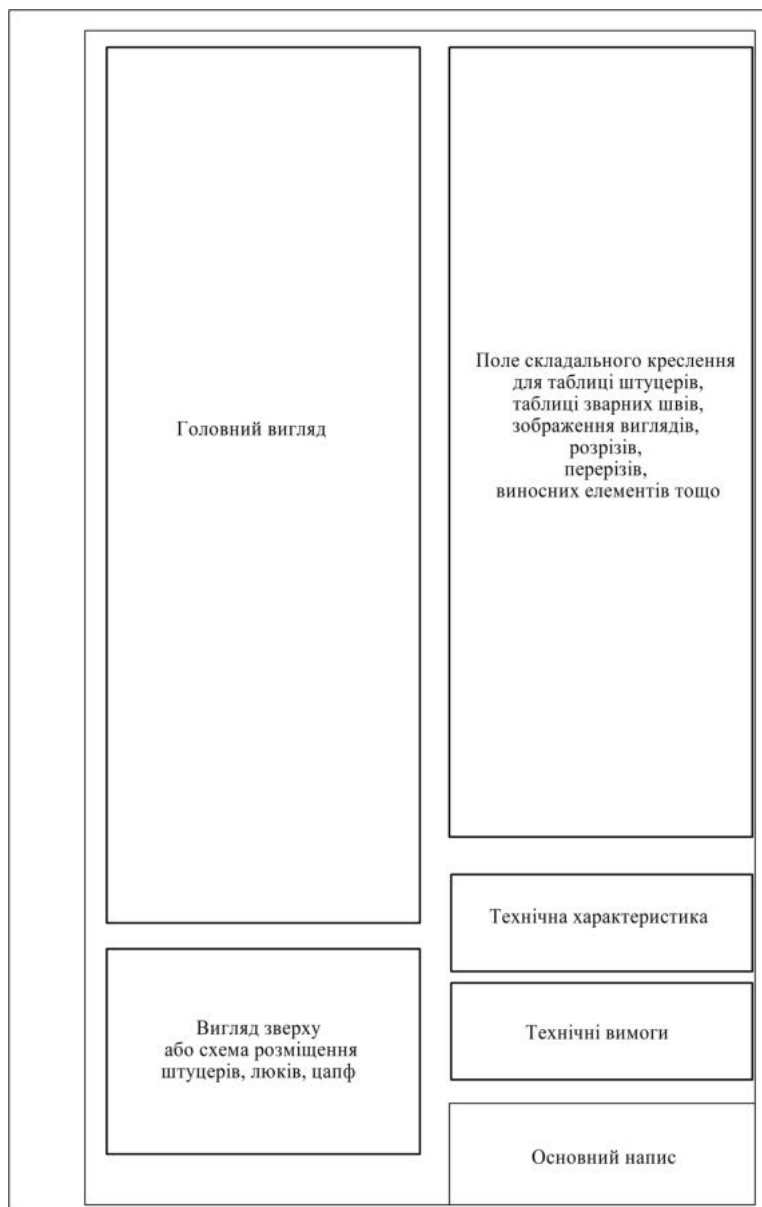 Головний вигляд
Поле складального креслення
для таблиці штуцерів,
таблиці зварних швів,
зображення виглядів,
розрізів,
перерізів,
виносних елементів тощо
Технічна характеристика
Вигляд зверху
або схема розміщення
штуцерів, люків, цапф
Технічні вимоги
Основний напис